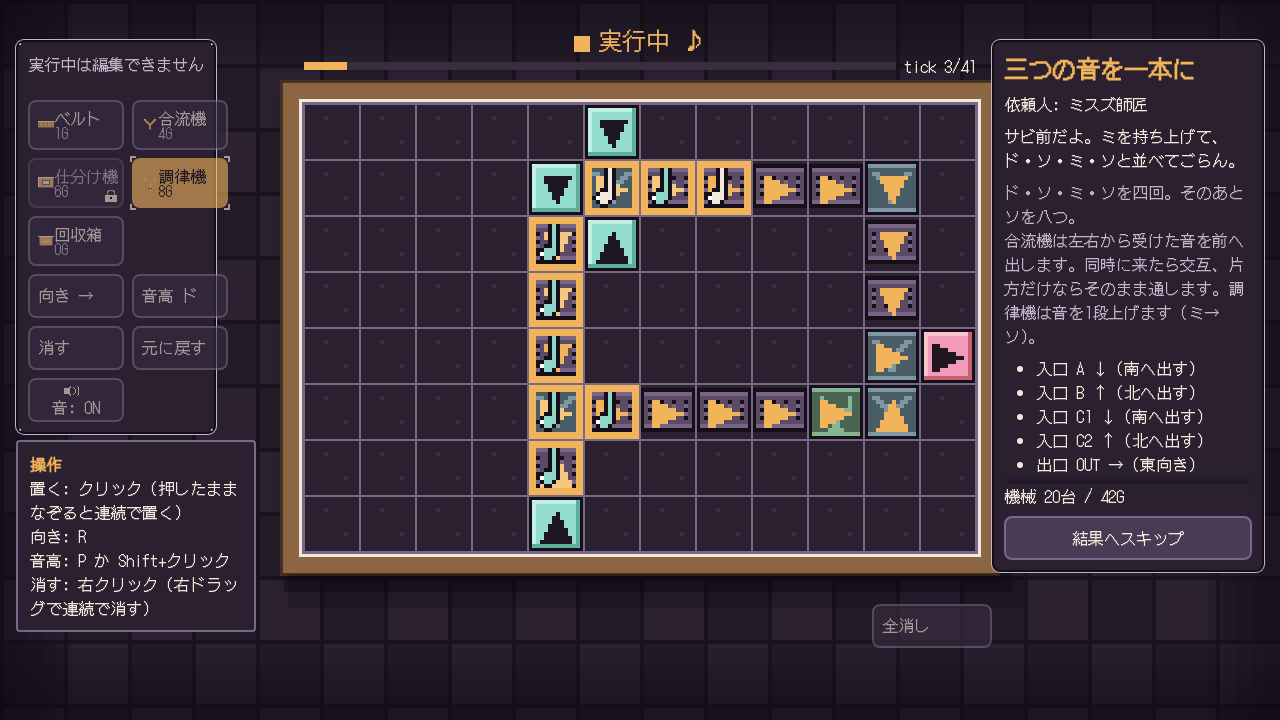 ■ 実行中 ♪
tick 3/41
実行中は編集できません
ベルト
1G
合流機
4G
仕分け機
6G
調律機
8G
回収箱
0G
向き →
音高 ド
消す
元に戻す
音: ON
操作
置く: クリック (押したまま
なぞると連続で置く)
向き: R
音高: P か Shift+クリック
消す: 右クリック (右ドラッ
グで連続で消す)
三つの音を一本に
依頼人: ミスズ師匠
サビ前だよ。ミを持ち上げて、
ド・ソ・ミ・ソと並べてごらん。
ド・ソ・ミ・ソを四回。そのあと
ソを八つ。
合流機は左右から受けた音を前へ
出します。同時に来たら交互、片
方だけならそのまま通します。調
律機は音を1段上げます (ミ→
ソ)。
• 入口 A ↓ (南へ出す)
• 入口 B ↑ (北へ出す)
• 入口 C1 ↓ (南へ出す)
• 入口 C2 ↑ (北へ出す)
• 出口 OUT → (東向き)
機械 20台 / 42G
結果へスキップ
全消し